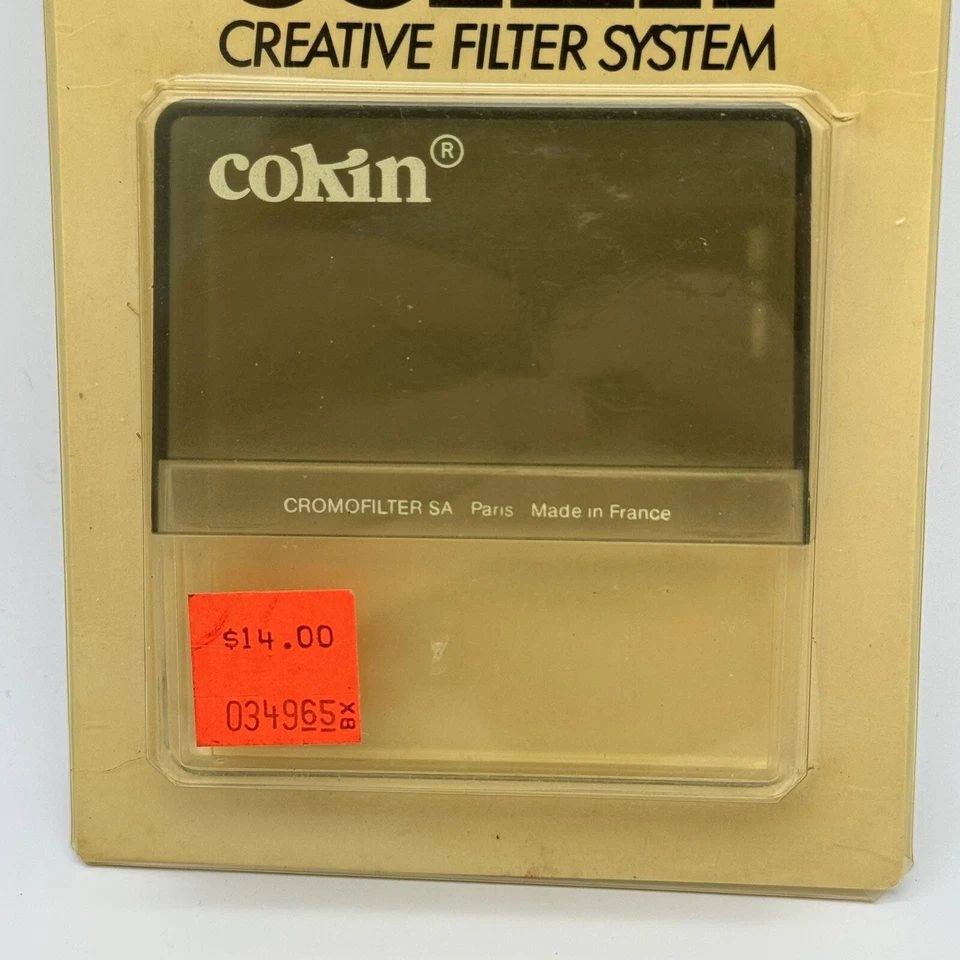 CREATIVE FILTER SYSTEM
cokin®
CROMOFILTER SA Paris Made in France
$14.00
034965 BX